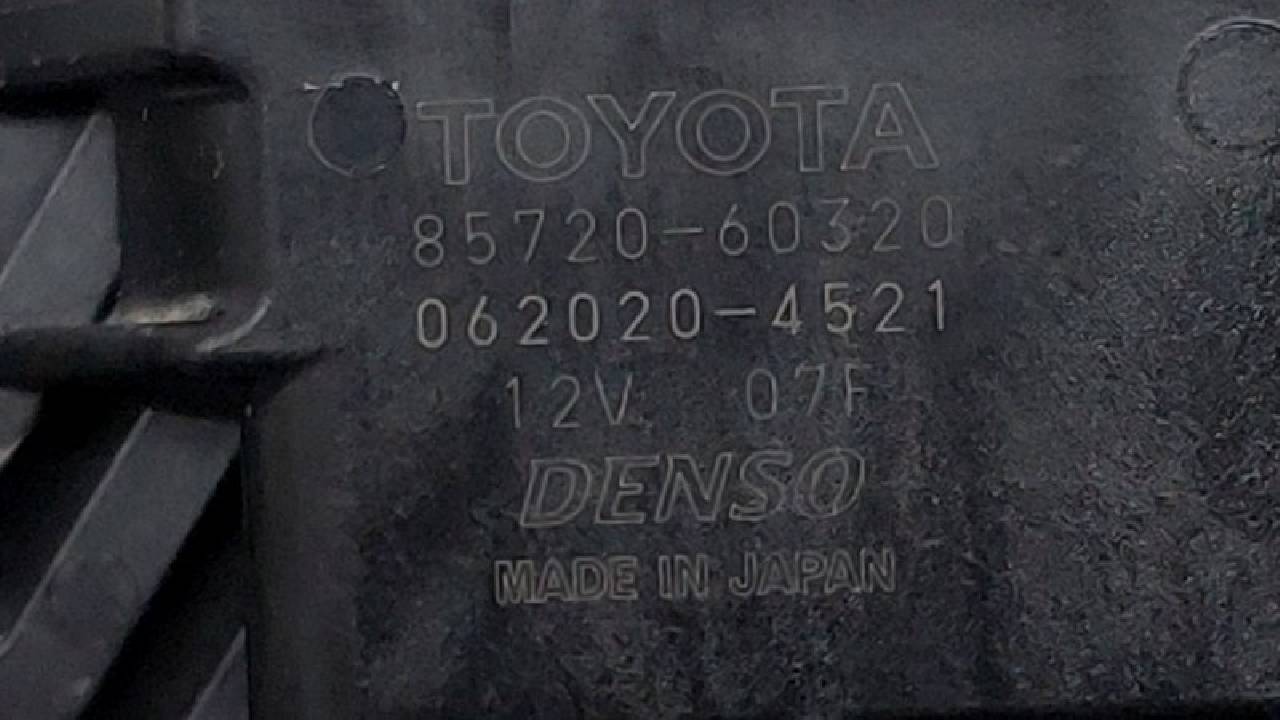 TOYOTA
85720-60320
062020-4521
12V 07F
DENSO
MADE IN JAPAN